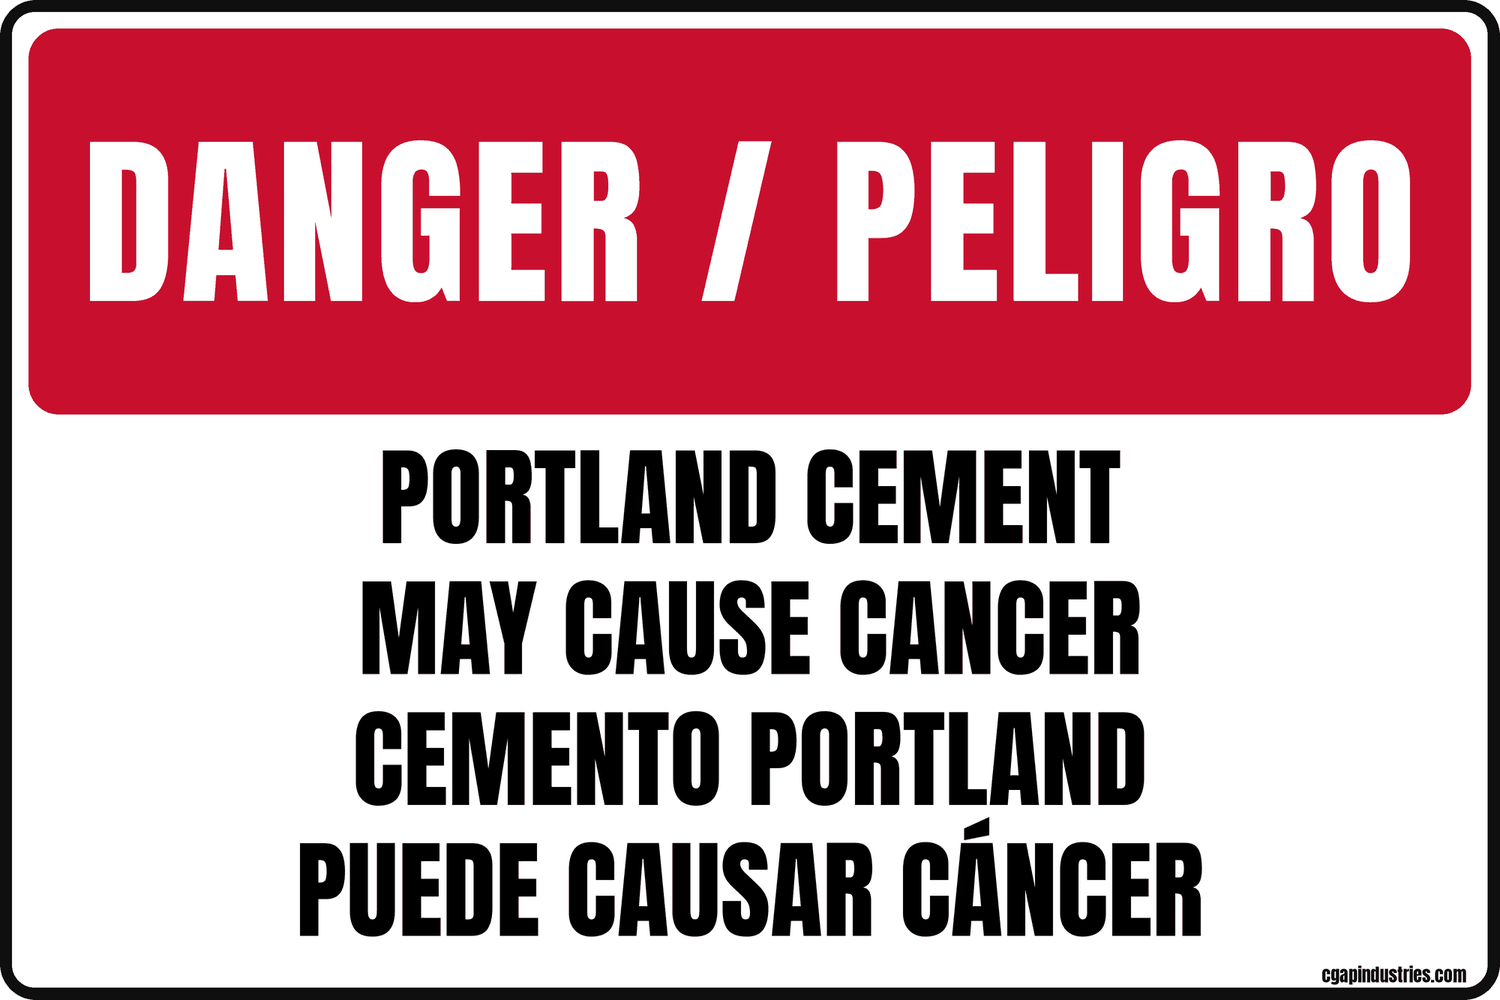 DANGER / PELIGRO
PORTLAND CEMENT
MAY CAUSE CANCER
CEMENTO PORTLAND
PUEDE CAUSAR CÁNCER
cgapindustries.com